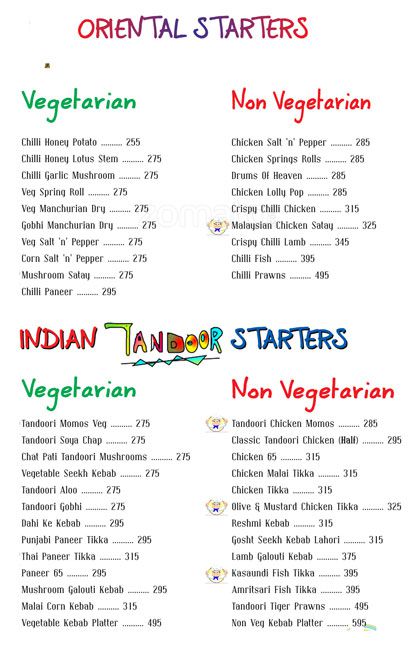 ORIENTAL STARTERS
Vegetarian
Chilli Honey Potato .......... 255
Chilli Honey Lotus Stem .......... 275
Chilli Garlic Mushroom .......... 275
Veg Spring Roll .......... 275
Veg Manchurian Dry .......... 275
Gobhi Manchurian Dry .......... 275
Veg Salt 'n' Pepper .......... 275
Corn Salt 'n' Pepper .......... 275
Mushroom Satay .......... 275
Chilli Paneer .......... 295
Non Vegetarian
Chicken Salt 'n' Pepper .......... 285
Chicken Springs Rolls .......... 285
Drums Of Heaven .......... 285
Chicken Lolly Pop .......... 285
Crispy Chilli Chicken .......... 315
Malaysian Chicken Satay .......... 325
Crispy Chilli Lamb .......... 345
Chilli Fish .......... 395
Chilli Prawns .......... 495
INDIAN TANDOOR STARTERS
Vegetarian
Tandoori Momos Veg .......... 275
Tandoori Soya Chap .......... 275
Chat Pati Tandoori Mushrooms .......... 275
Vegetable Seekh Kebab .......... 275
Tandoori Aloo .......... 275
Tandoori Gobhi .......... 275
Dahi Ke Kebab .......... 295
Punjabi Paneer Tikka .......... 295
Thai Paneer Tikka .......... 315
Paneer 65 .......... 295
Mushroom Galouti Kebab .......... 295
Malai Corn Kebab .......... 315
Vegetable Kebab Platter .......... 495
Non Vegetarian
Tandoori Chicken Momos .......... 285
Classic Tandoori Chicken (Half) .......... 295
Chicken 65 .......... 315
Chicken Malai Tikka .......... 315
Chicken Tikka .......... 315
Olive & Mustard Chicken Tikka .......... 325
Reshmi Kebab .......... 315
Gosht Seekh Kebab Lahori .......... 315
Lamb Galouti Kebab .......... 375
Kasaundi Fish Tikka .......... 395
Amritsari Fish Tikka .......... 395
Tandoori Tiger Prawns .......... 495
Non Veg Kebab Platter .......... 595